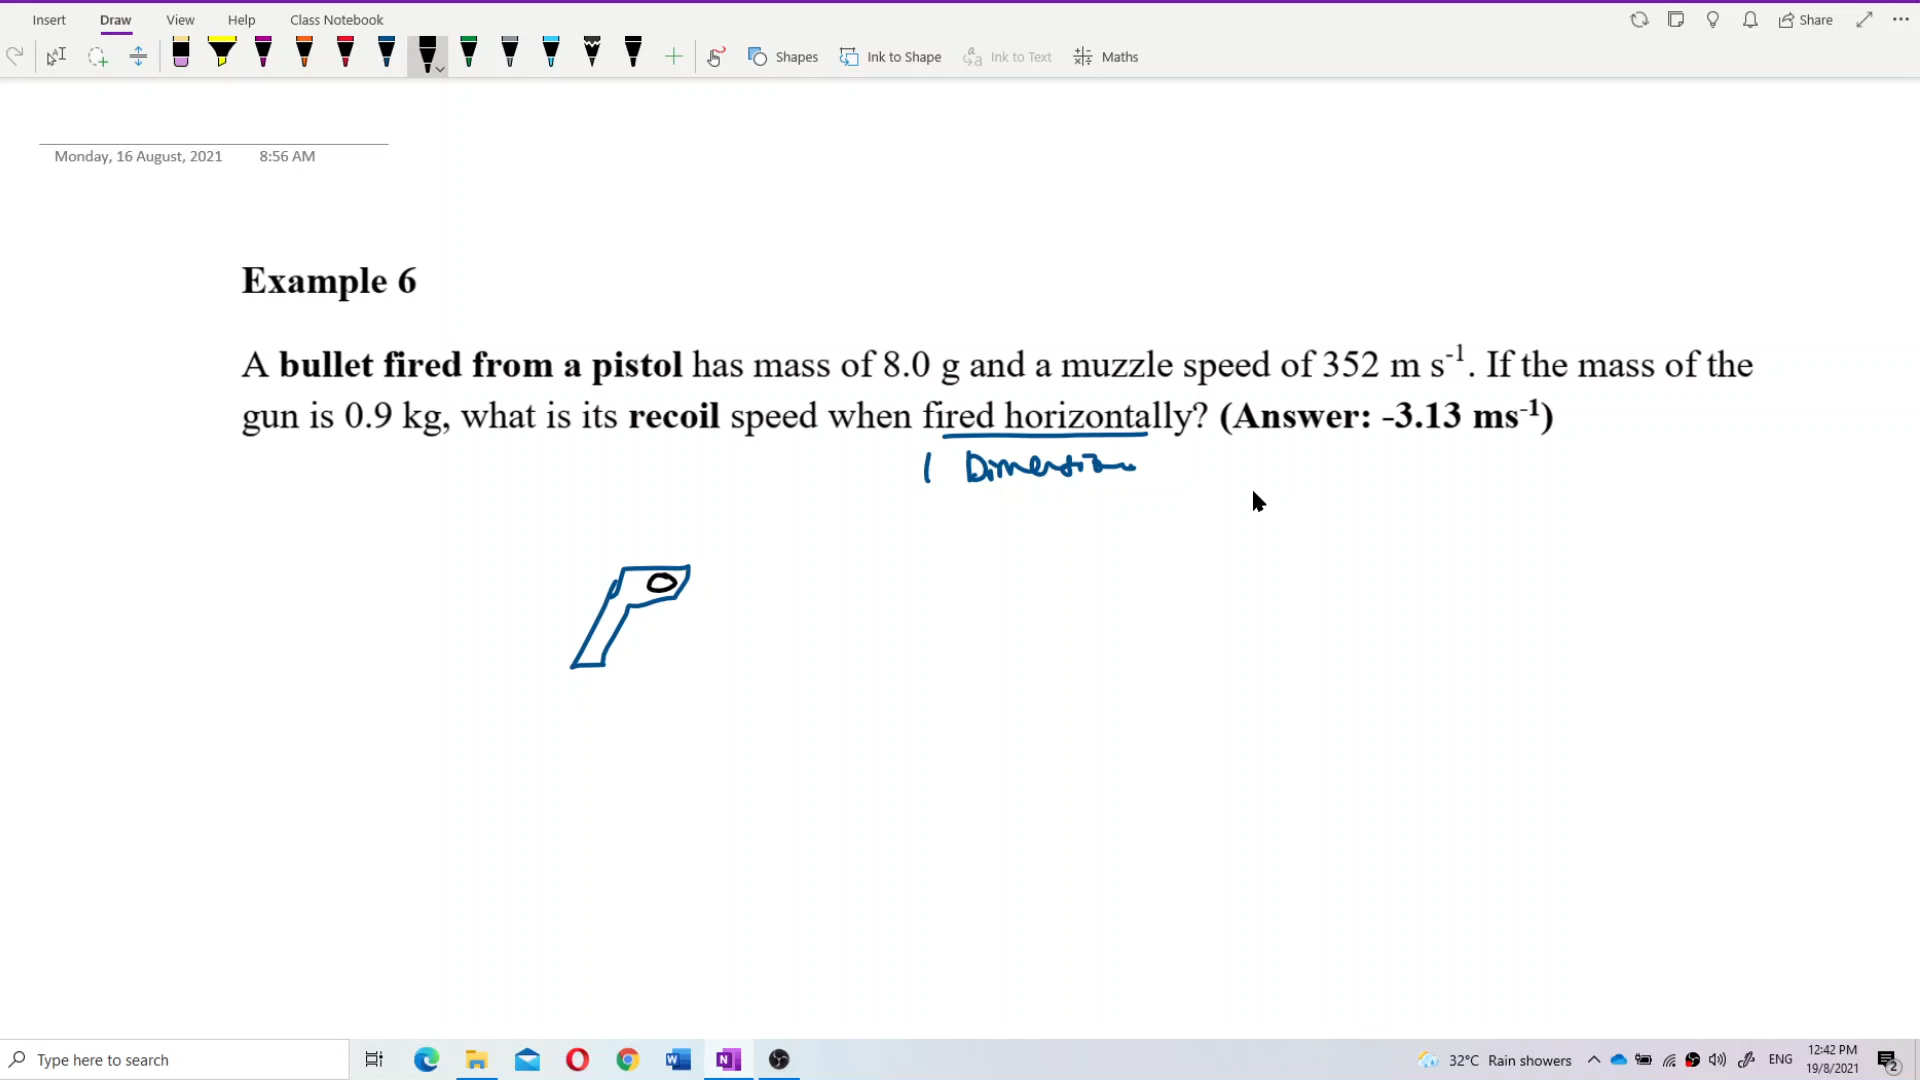 Insert Draw View Help Class Notebook Share
Shapes Ink to Shape Ink to Text Maths
Monday, 16 August, 2021 8:56 AM
Example 6
A bullet fired from a pistol has mass of 8.0 g and a muzzle speed of 352 m s-1. If the mass of the
gun is 0.9 kg, what is its recoil speed when fired horizontally? (Answer: -3.13 ms-1)
1 Dimension
Type here to search
32°C Rain showers ENG 12:42 PM
19/8/2021
2